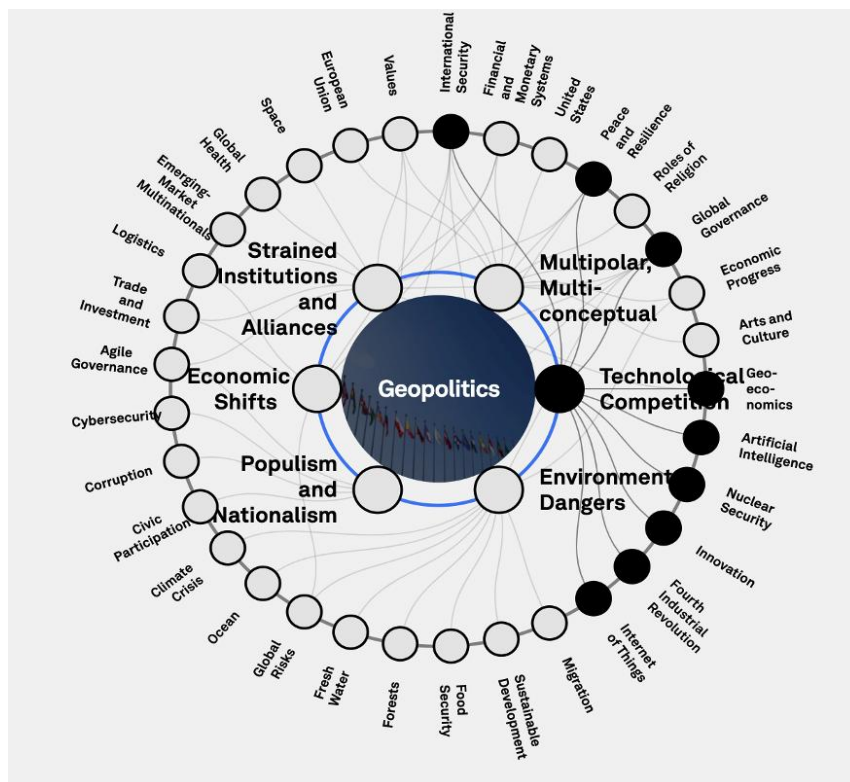 International
Security
Financial
and
Monetary
Systems
United
States
Peace
and
Resilience
Roles of
Religion
Global
Governance
Economic
Progress
Arts and
Culture
Geo-
eco-
nomics
Artificial
Intelligence
Nuclear
Security
Innovation
Fourth
Industrial
Revolution
Internet
of Things
Migration
Sustainable
Development
Food
Security
Forests
Fresh
Water
Global
Risks
Ocean
Climate
Crisis
Civic
Participation
Corruption
Cybersecurity
Agile
Governance
Trade
and
Investment
Logistics
Emerging-
Market
Multinationals
Global
Health
Space
European
Union
Values
Strained
Institutions
and
Alliances
Multipolar,
Multi-
conceptual
Economic
Shifts
Geopolitics
Technological
Competition
Populism
and
Nationalism
Environment
Dangers